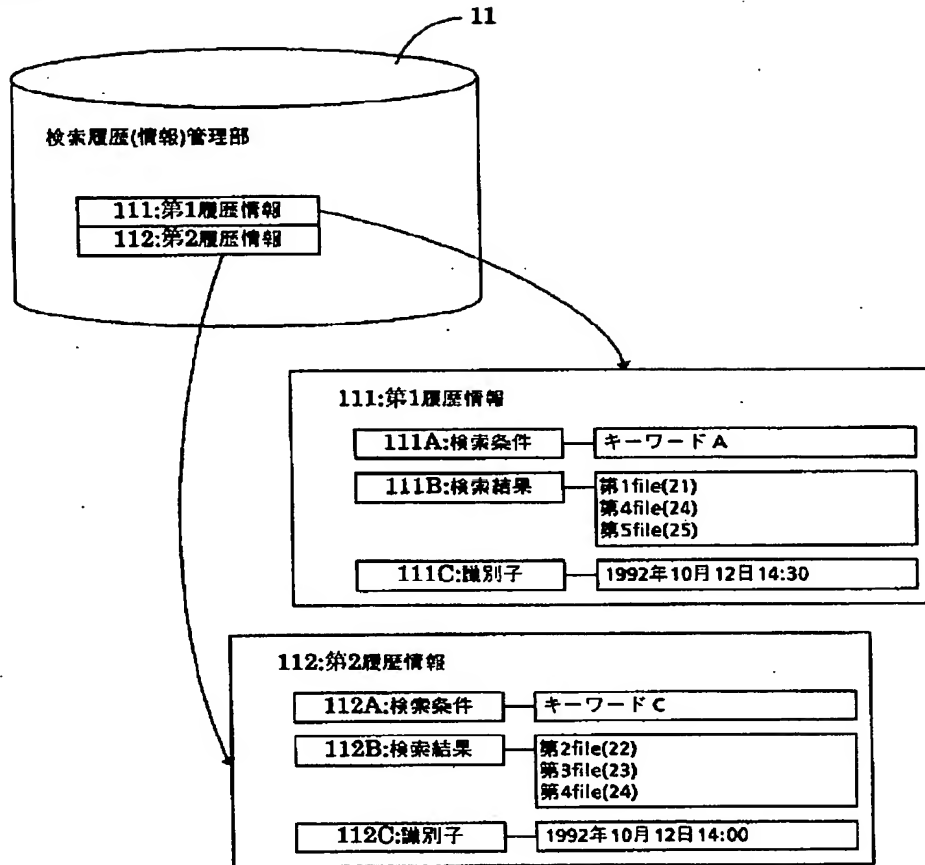 11
検索履歴(情報)管理部
111:第1履歴情報
112:第2履歴情報
111:第1履歴情報
111A:検索条件 キーワード A
111B:検索結果 第1file(21)
第4file(24)
第5file(25)
111C:識別子 1992年10月12日14:30
112:第2履歴情報
112A:検索条件 キーワード C
112B:検索結果 第2file(22)
第3file(23)
第4file(24)
112C:識別子 1992年10月12日14:00